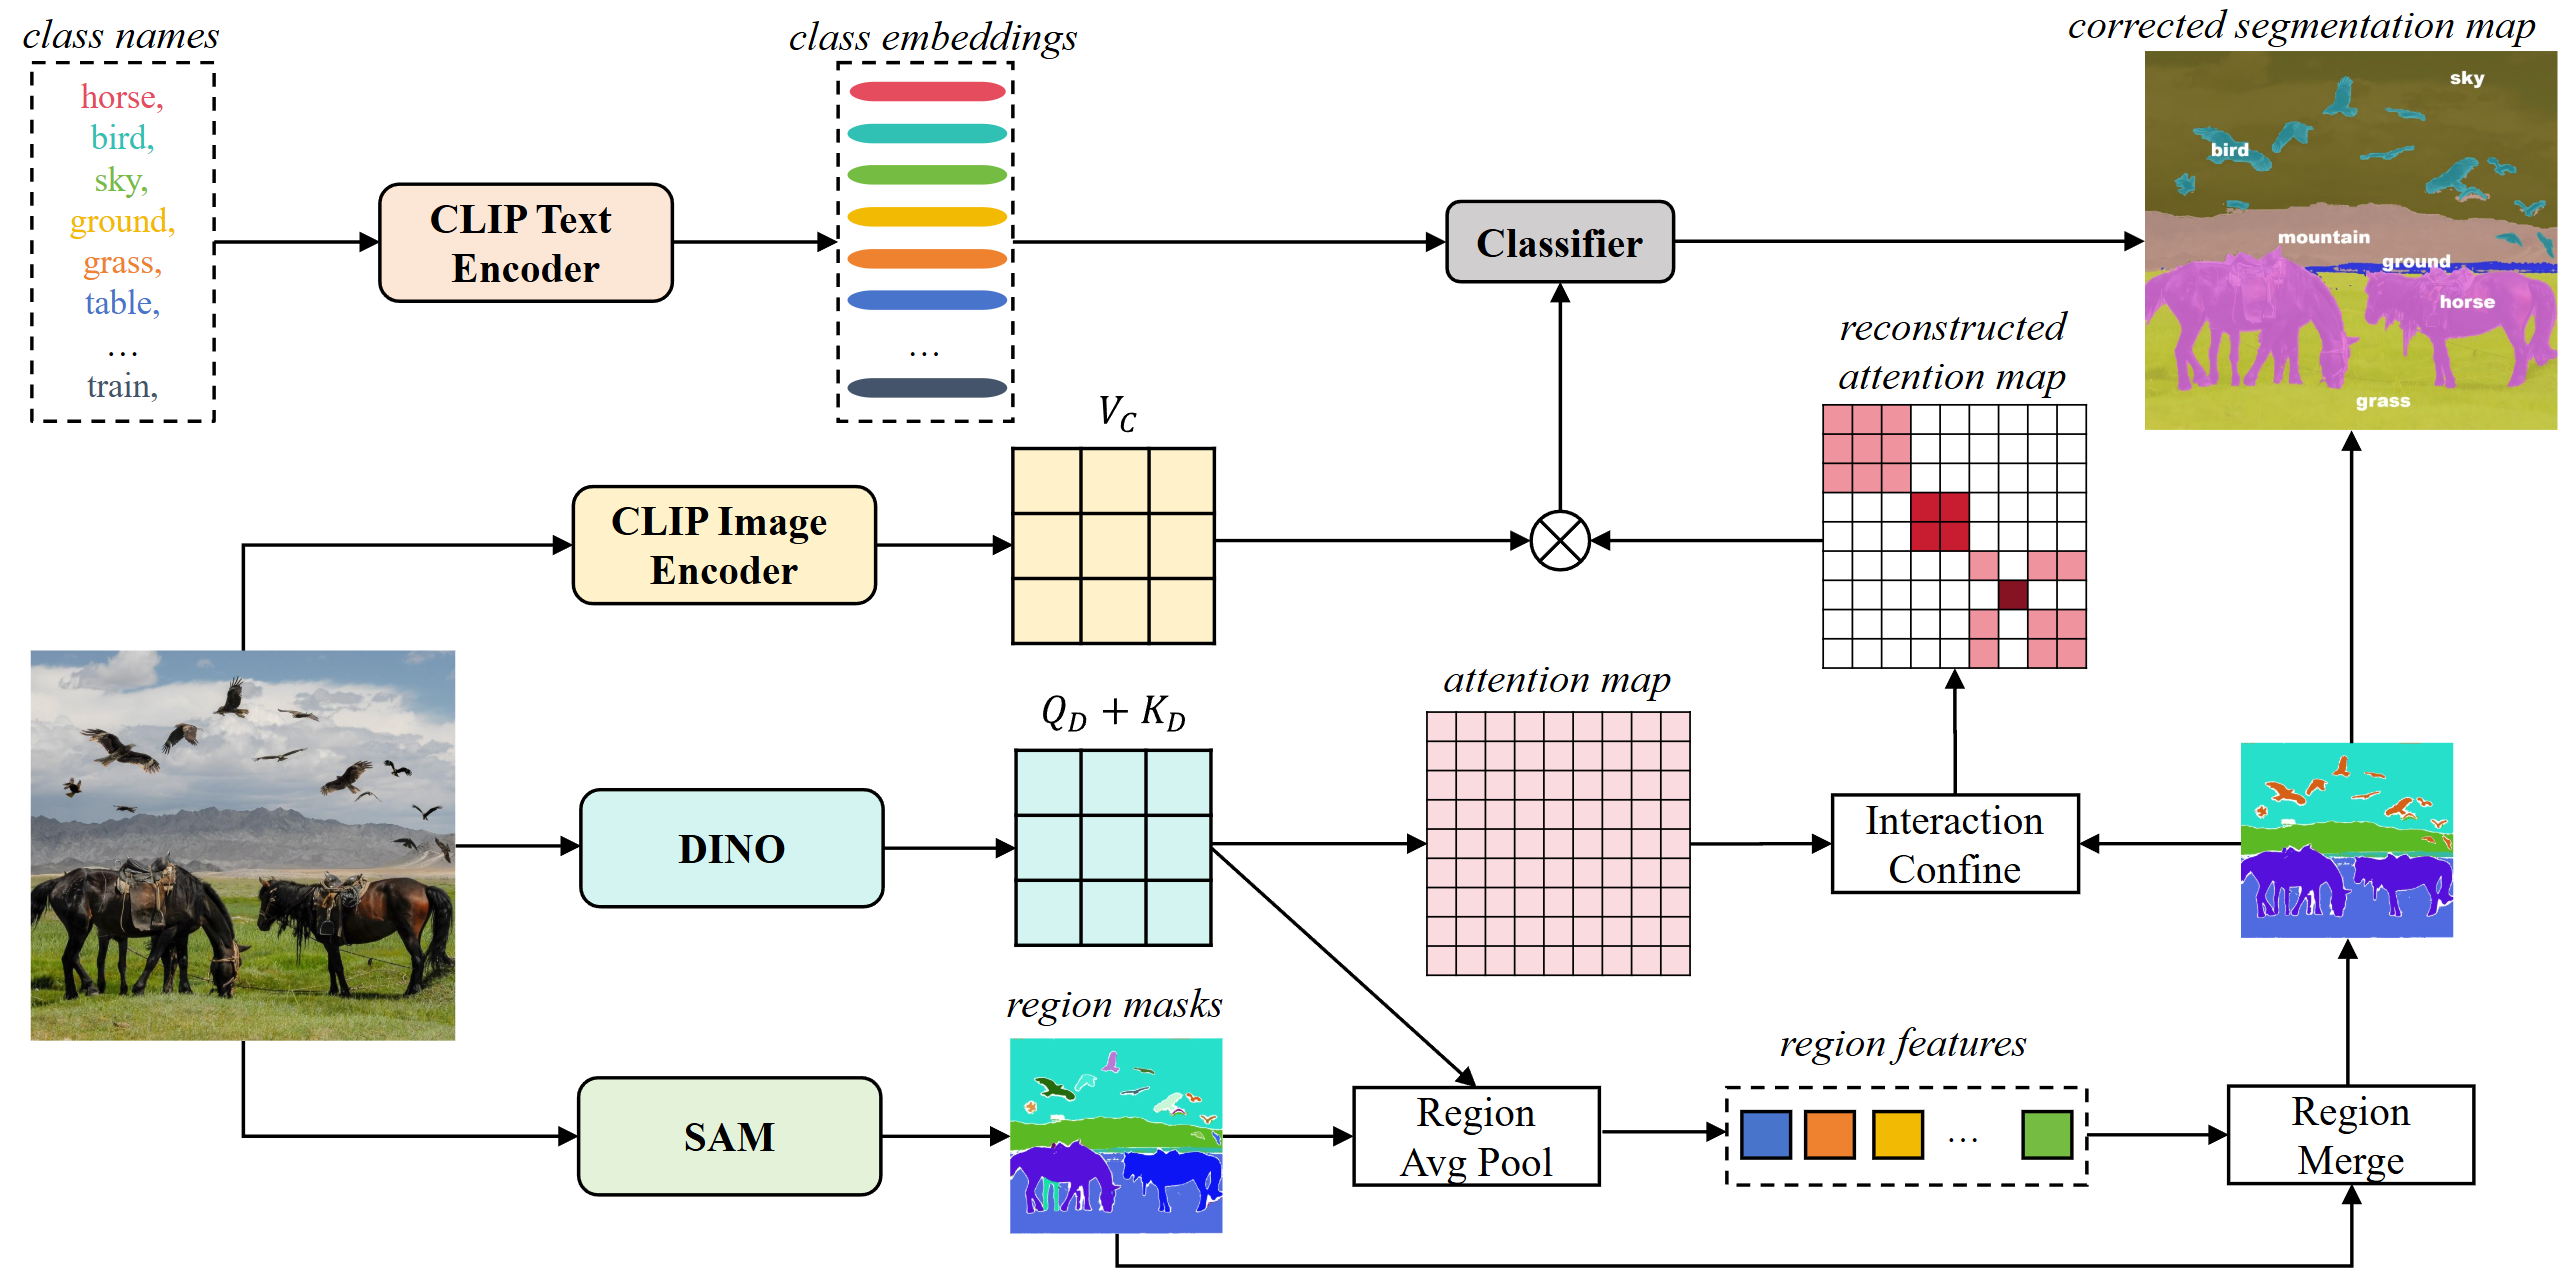 class names
horse,
bird,
sky,
ground,
grass,
table,
...
train,
CLIP Text
Encoder
class embeddings
...
Classifier
corrected segmentation map
sky
bird
mountain
ground
horse
grass
reconstructed
attention map
V_C
CLIP Image
Encoder
Q_D + K_D
DINO
attention map
Interaction
Confine
region masks
SAM
Region
Avg Pool
region features
...
Region
Merge